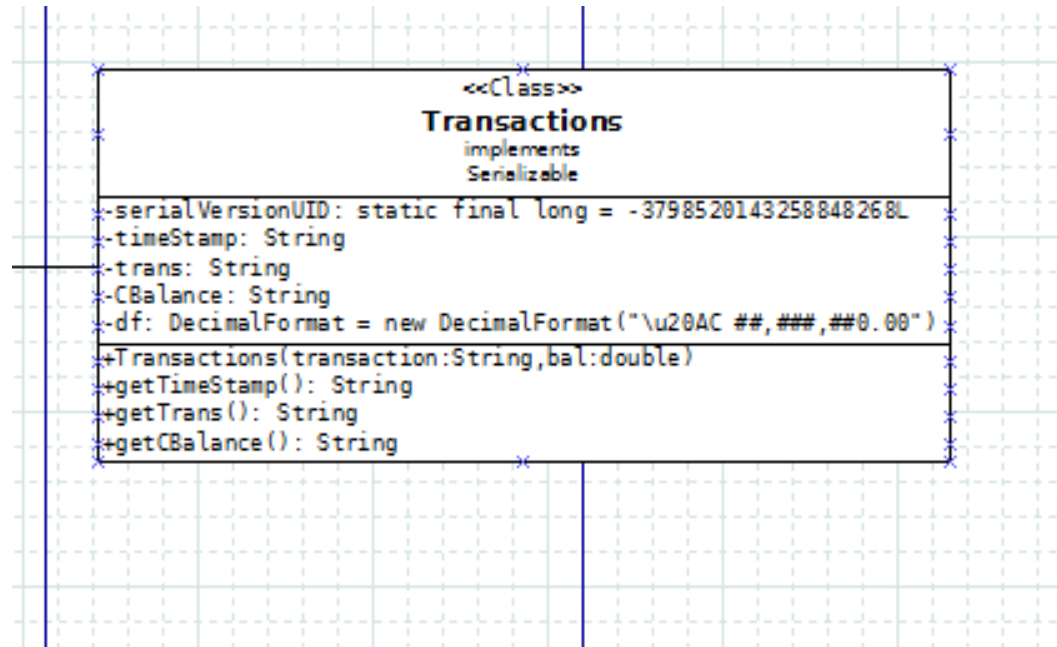 <<Class>>
Transactions
implements
Serializable
-serialVersionUID: static final long = -3798520143258848268L
-timeStamp: String
-trans: String
-CBalance: String
-df: DecimalFormat = new DecimalFormat("\u20AC ##,###,##0.00")
+Transactions(transaction:String,bal:double)
+getTimeStamp(): String
+getTrans(): String
+getCBalance(): String